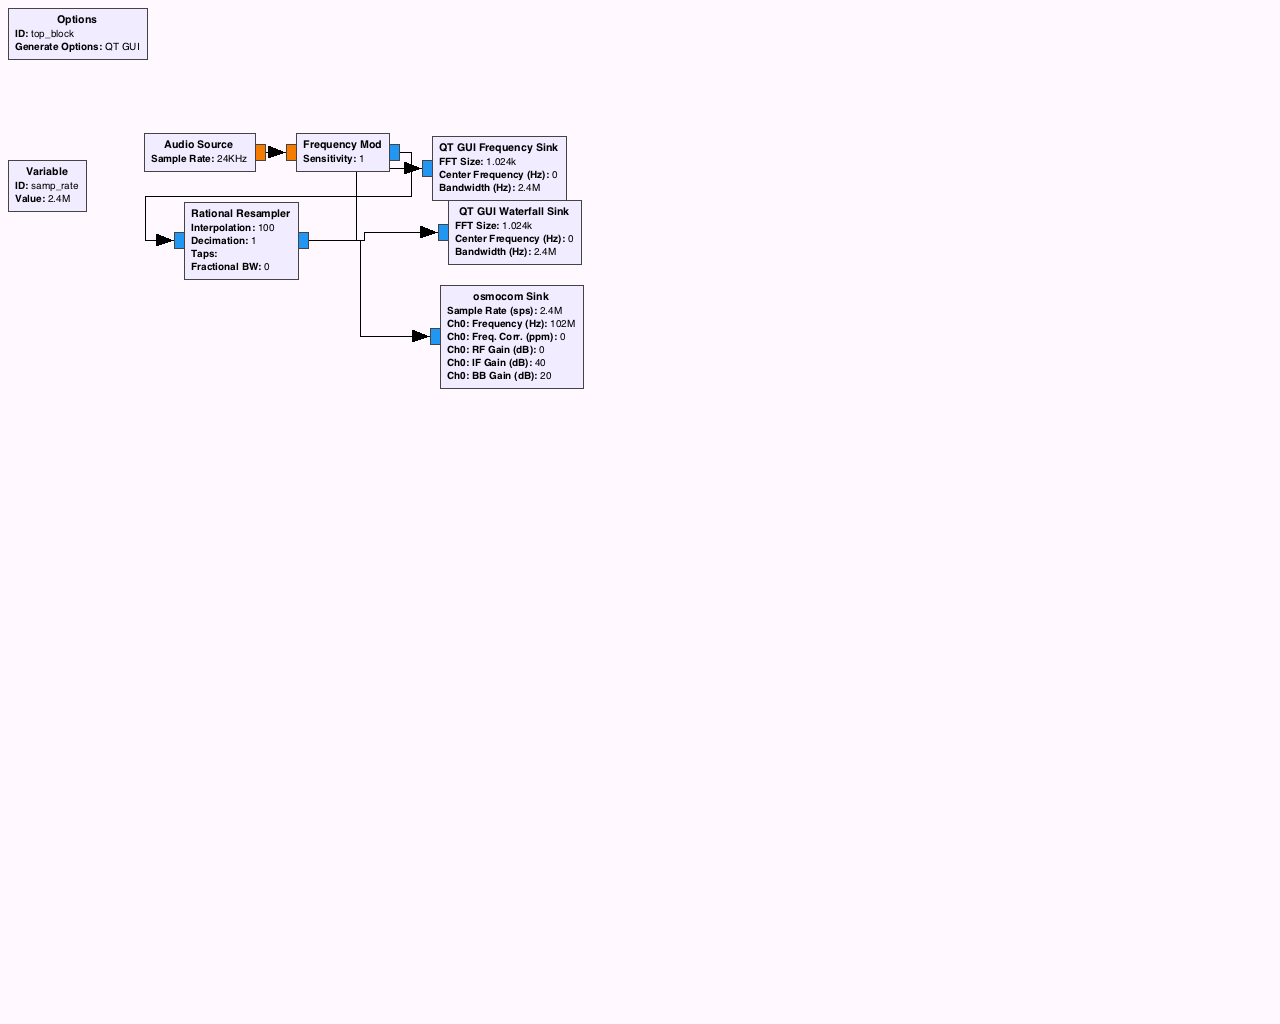 Options
ID: top_block
Generate Options: QT GUI
Variable
ID: samp_rate
Value: 2.4M
Audio Source
Sample Rate: 24KHz
Frequency Mod
Sensitivity: 1
QT GUI Frequency Sink
FFT Size: 1.024k
Center Frequency (Hz): 0
Bandwidth (Hz): 2.4M
Rational Resampler
Interpolation: 100
Decimation: 1
Taps:
Fractional BW: 0
QT GUI Waterfall Sink
FFT Size: 1.024k
Center Frequency (Hz): 0
Bandwidth (Hz): 2.4M
osmocom Sink
Sample Rate (sps): 2.4M
Ch0: Frequency (Hz): 102M
Ch0: Freq. Corr. (ppm): 0
Ch0: RF Gain (dB): 0
Ch0: IF Gain (dB): 40
Ch0: BB Gain (dB): 20